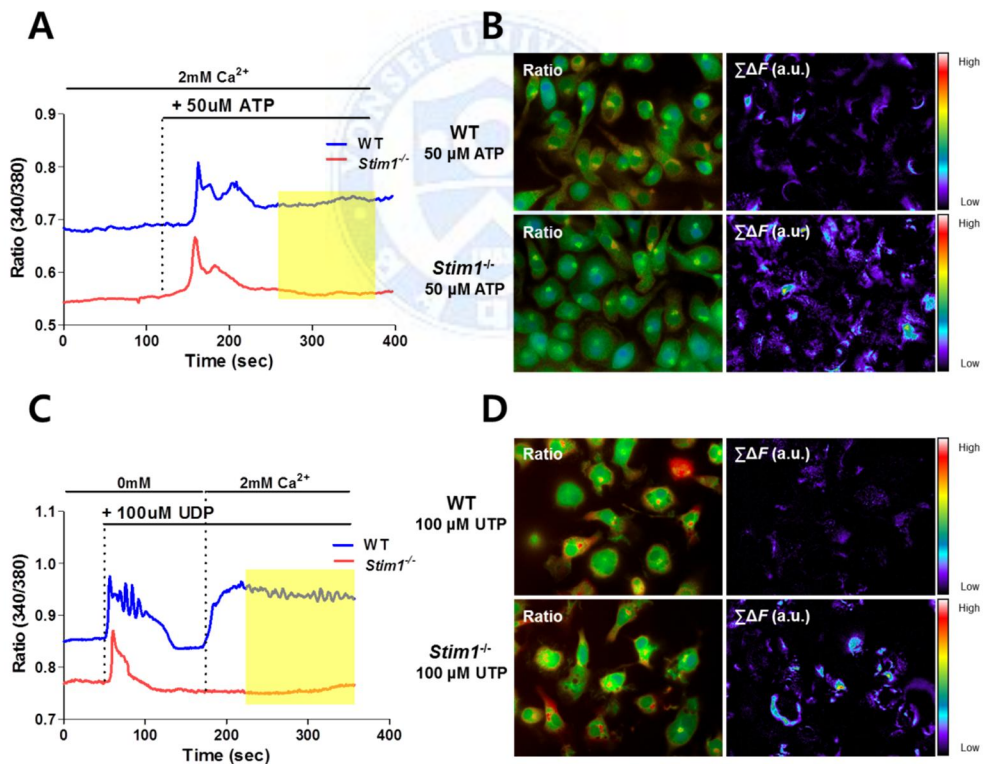 A
2mM Ca²⁺
+ 50uM ATP
WT
Stim1⁻/⁻
0.9
0.8
0.7
0.6
0.5
Ratio (340/380)
0
100
200
300
400
Time (sec)
B
Ratio
∑ΔF (a.u.)
High
Low
WT
50 µM ATP
Ratio
∑ΔF (a.u.)
High
Low
Stim1⁻/⁻
50 µM ATP
C
0mM
2mM Ca²⁺
+ 100uM UDP
WT
Stim1⁻/⁻
1.1
1.0
0.9
0.8
0.7
Ratio (340/380)
0
100
200
300
400
Time (sec)
D
Ratio
∑ΔF (a.u.)
High
Low
WT
100 µM UTP
Ratio
∑ΔF (a.u.)
High
Low
Stim1⁻/⁻
100 µM UTP